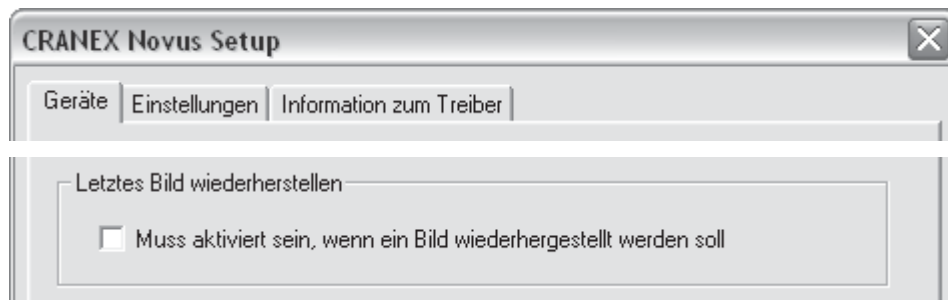 CRANEX Novus Setup
Geräte Einstellungen Information zum Treiber
Letztes Bild wiederherstellen
Muss aktiviert sein, wenn ein Bild wiederhergestellt werden soll